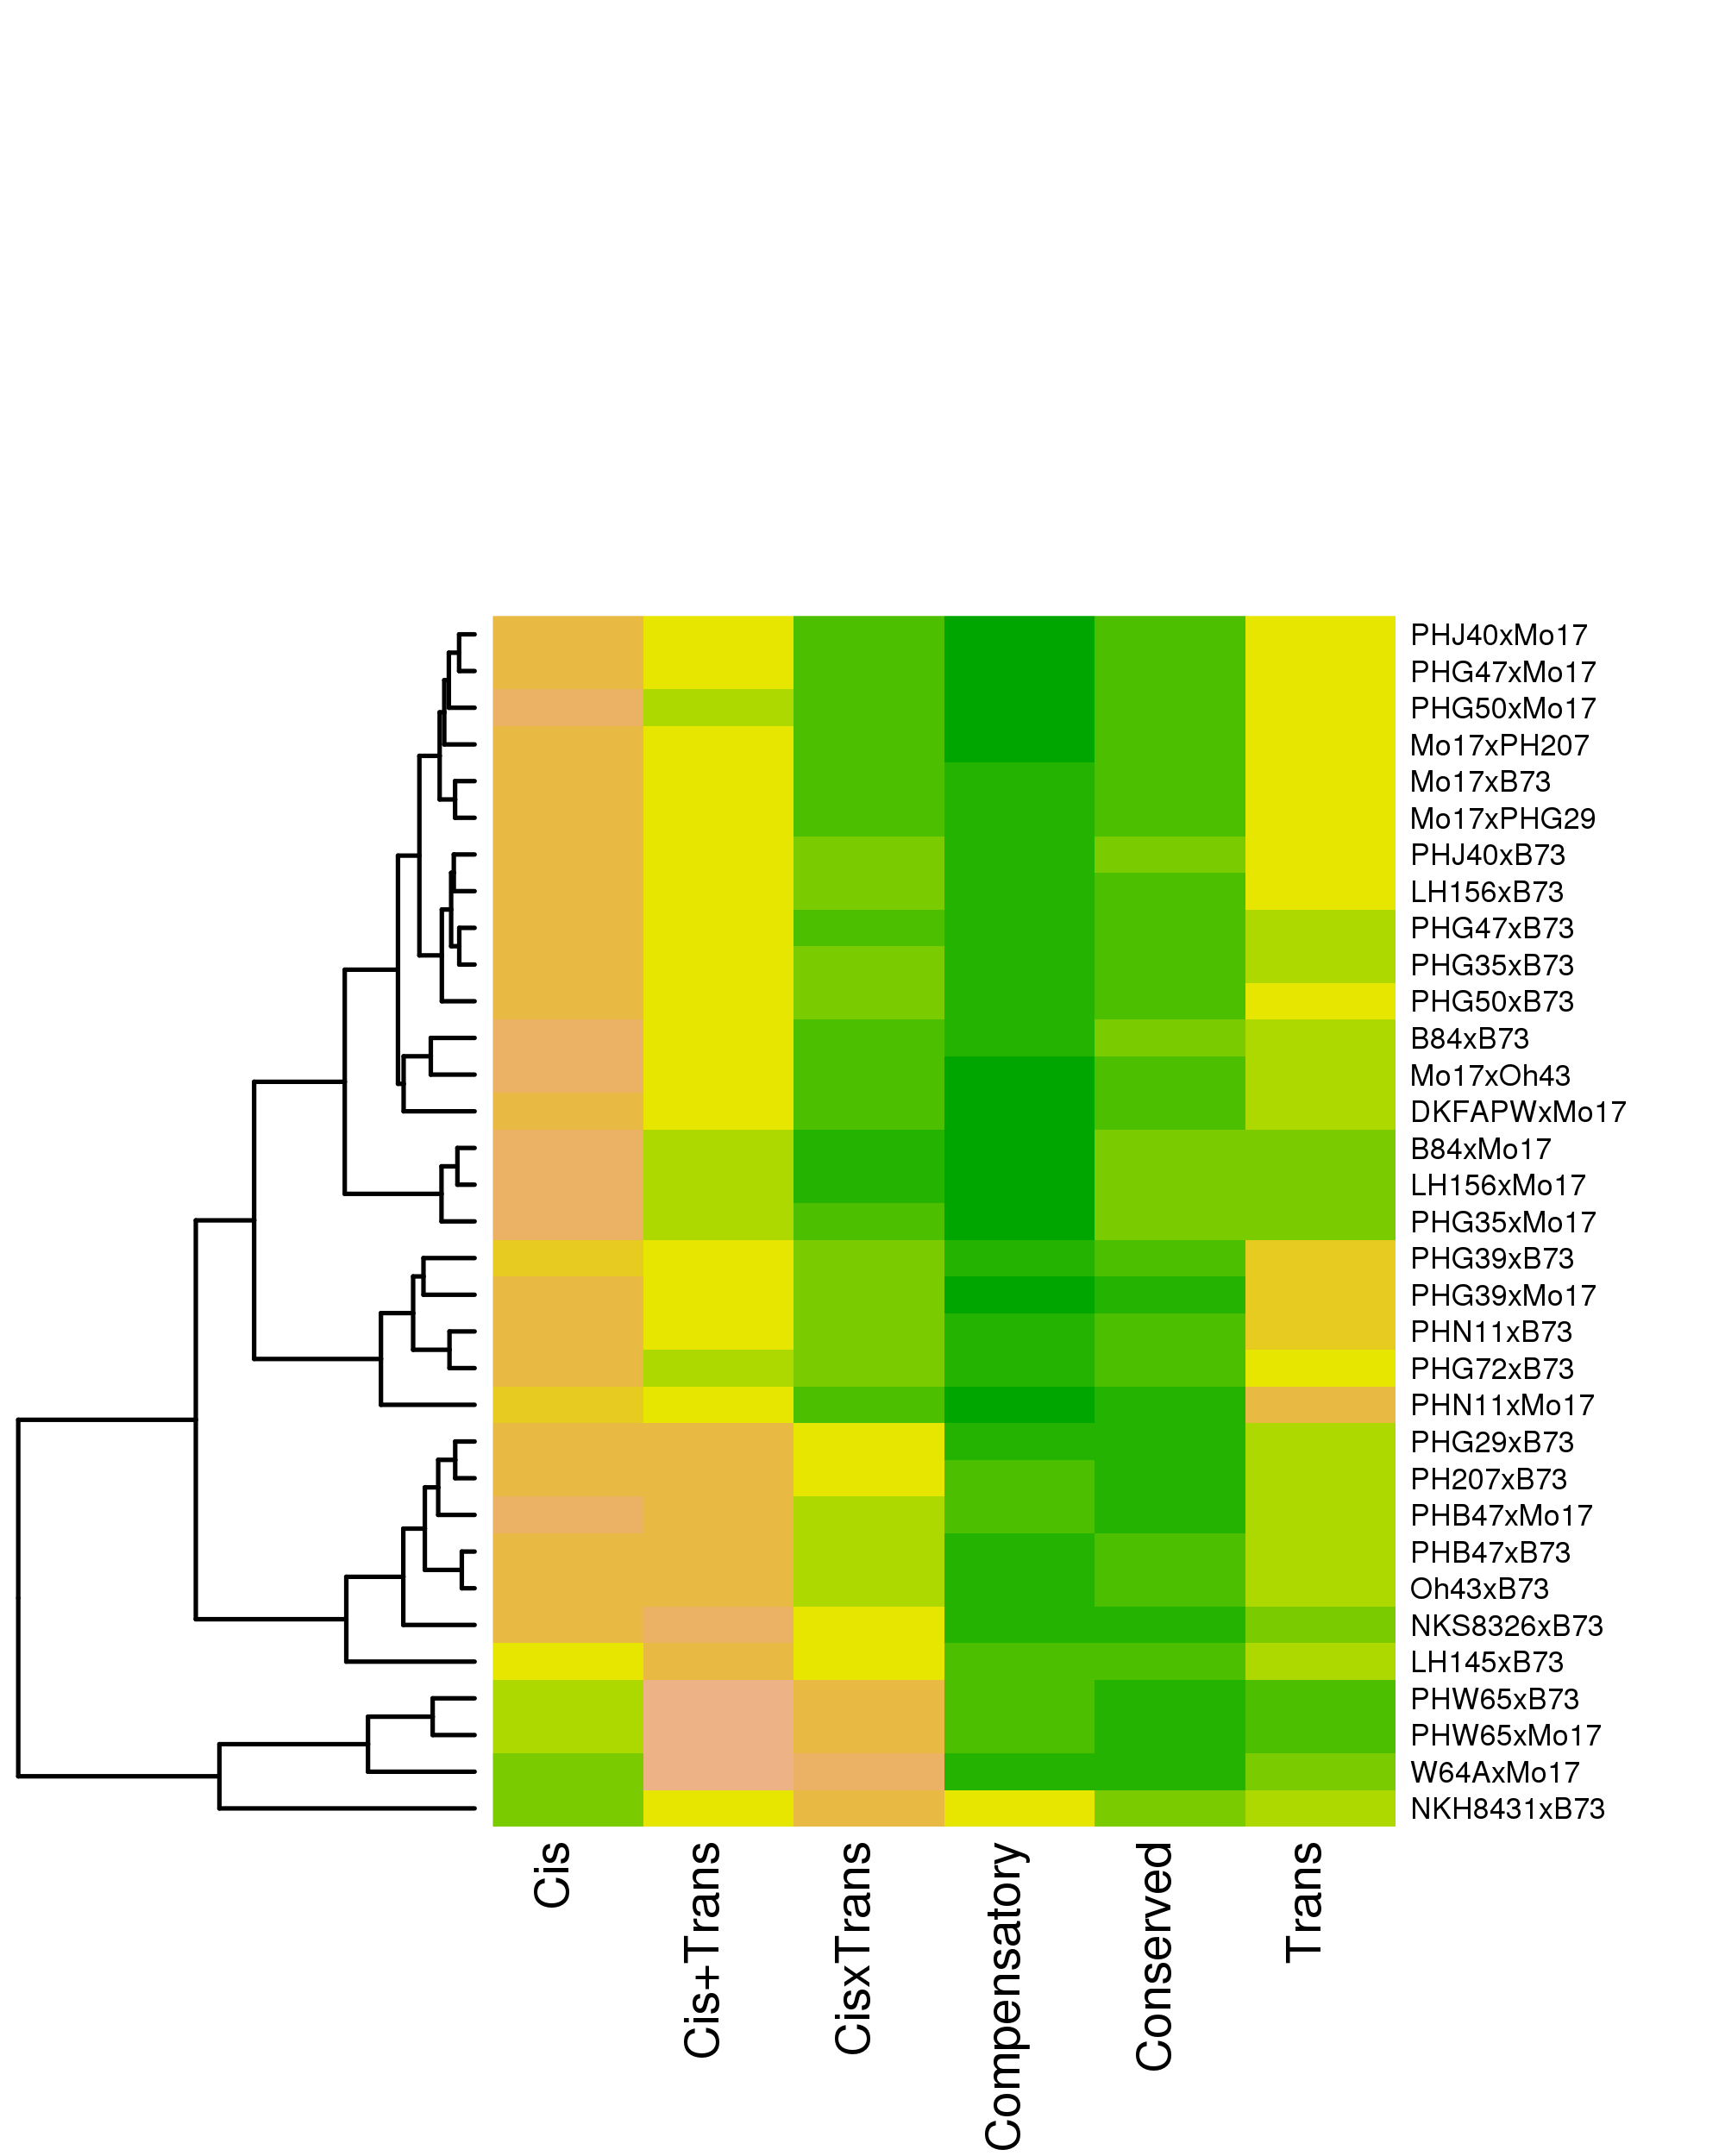 PHJ40xMo17
PHG47xMo17
PHG50xMo17
Mo17xPH207
Mo17xB73
Mo17xPHG29
PHJ40xB73
LH156xB73
PHG47xB73
PHG35xB73
PHG50xB73
B84xB73
Mo17xOh43
DKFAPWxMo17
B84xMo17
LH156xMo17
PHG35xMo17
PHG39xB73
PHG39xMo17
PHN11xB73
PHG72xB73
PHN11xMo17
PHG29xB73
PH207xB73
PHB47xMo17
PHB47xB73
Oh43xB73
NKS8326xB73
LH145xB73
PHW65xB73
PHW65xMo17
W64AxMo17
NKH8431xB73
Cis
Cis+Trans
CisxTrans
Compensatory
Conserved
Trans